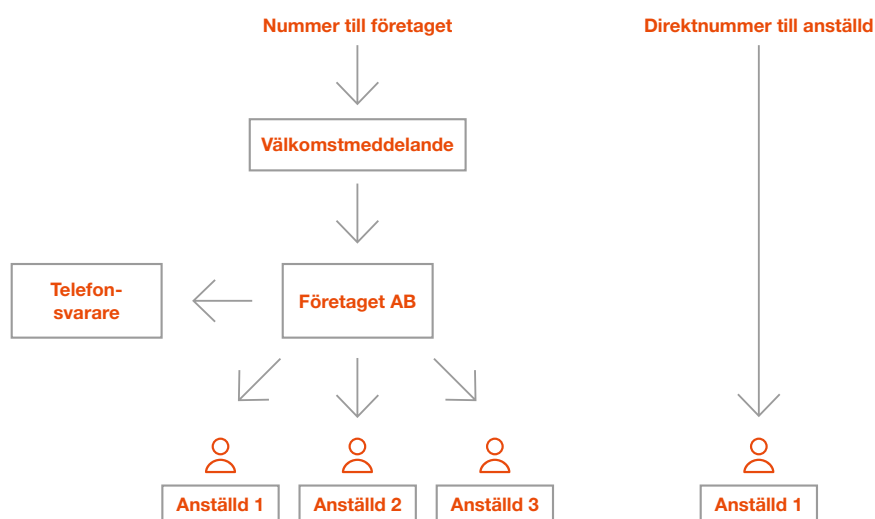 Nummer till företaget
Direktnummer till anställd
Välkomstmeddelande
Telefon-
svarare
Företaget AB
Anställd 1
Anställd 2
Anställd 3
Anställd 1